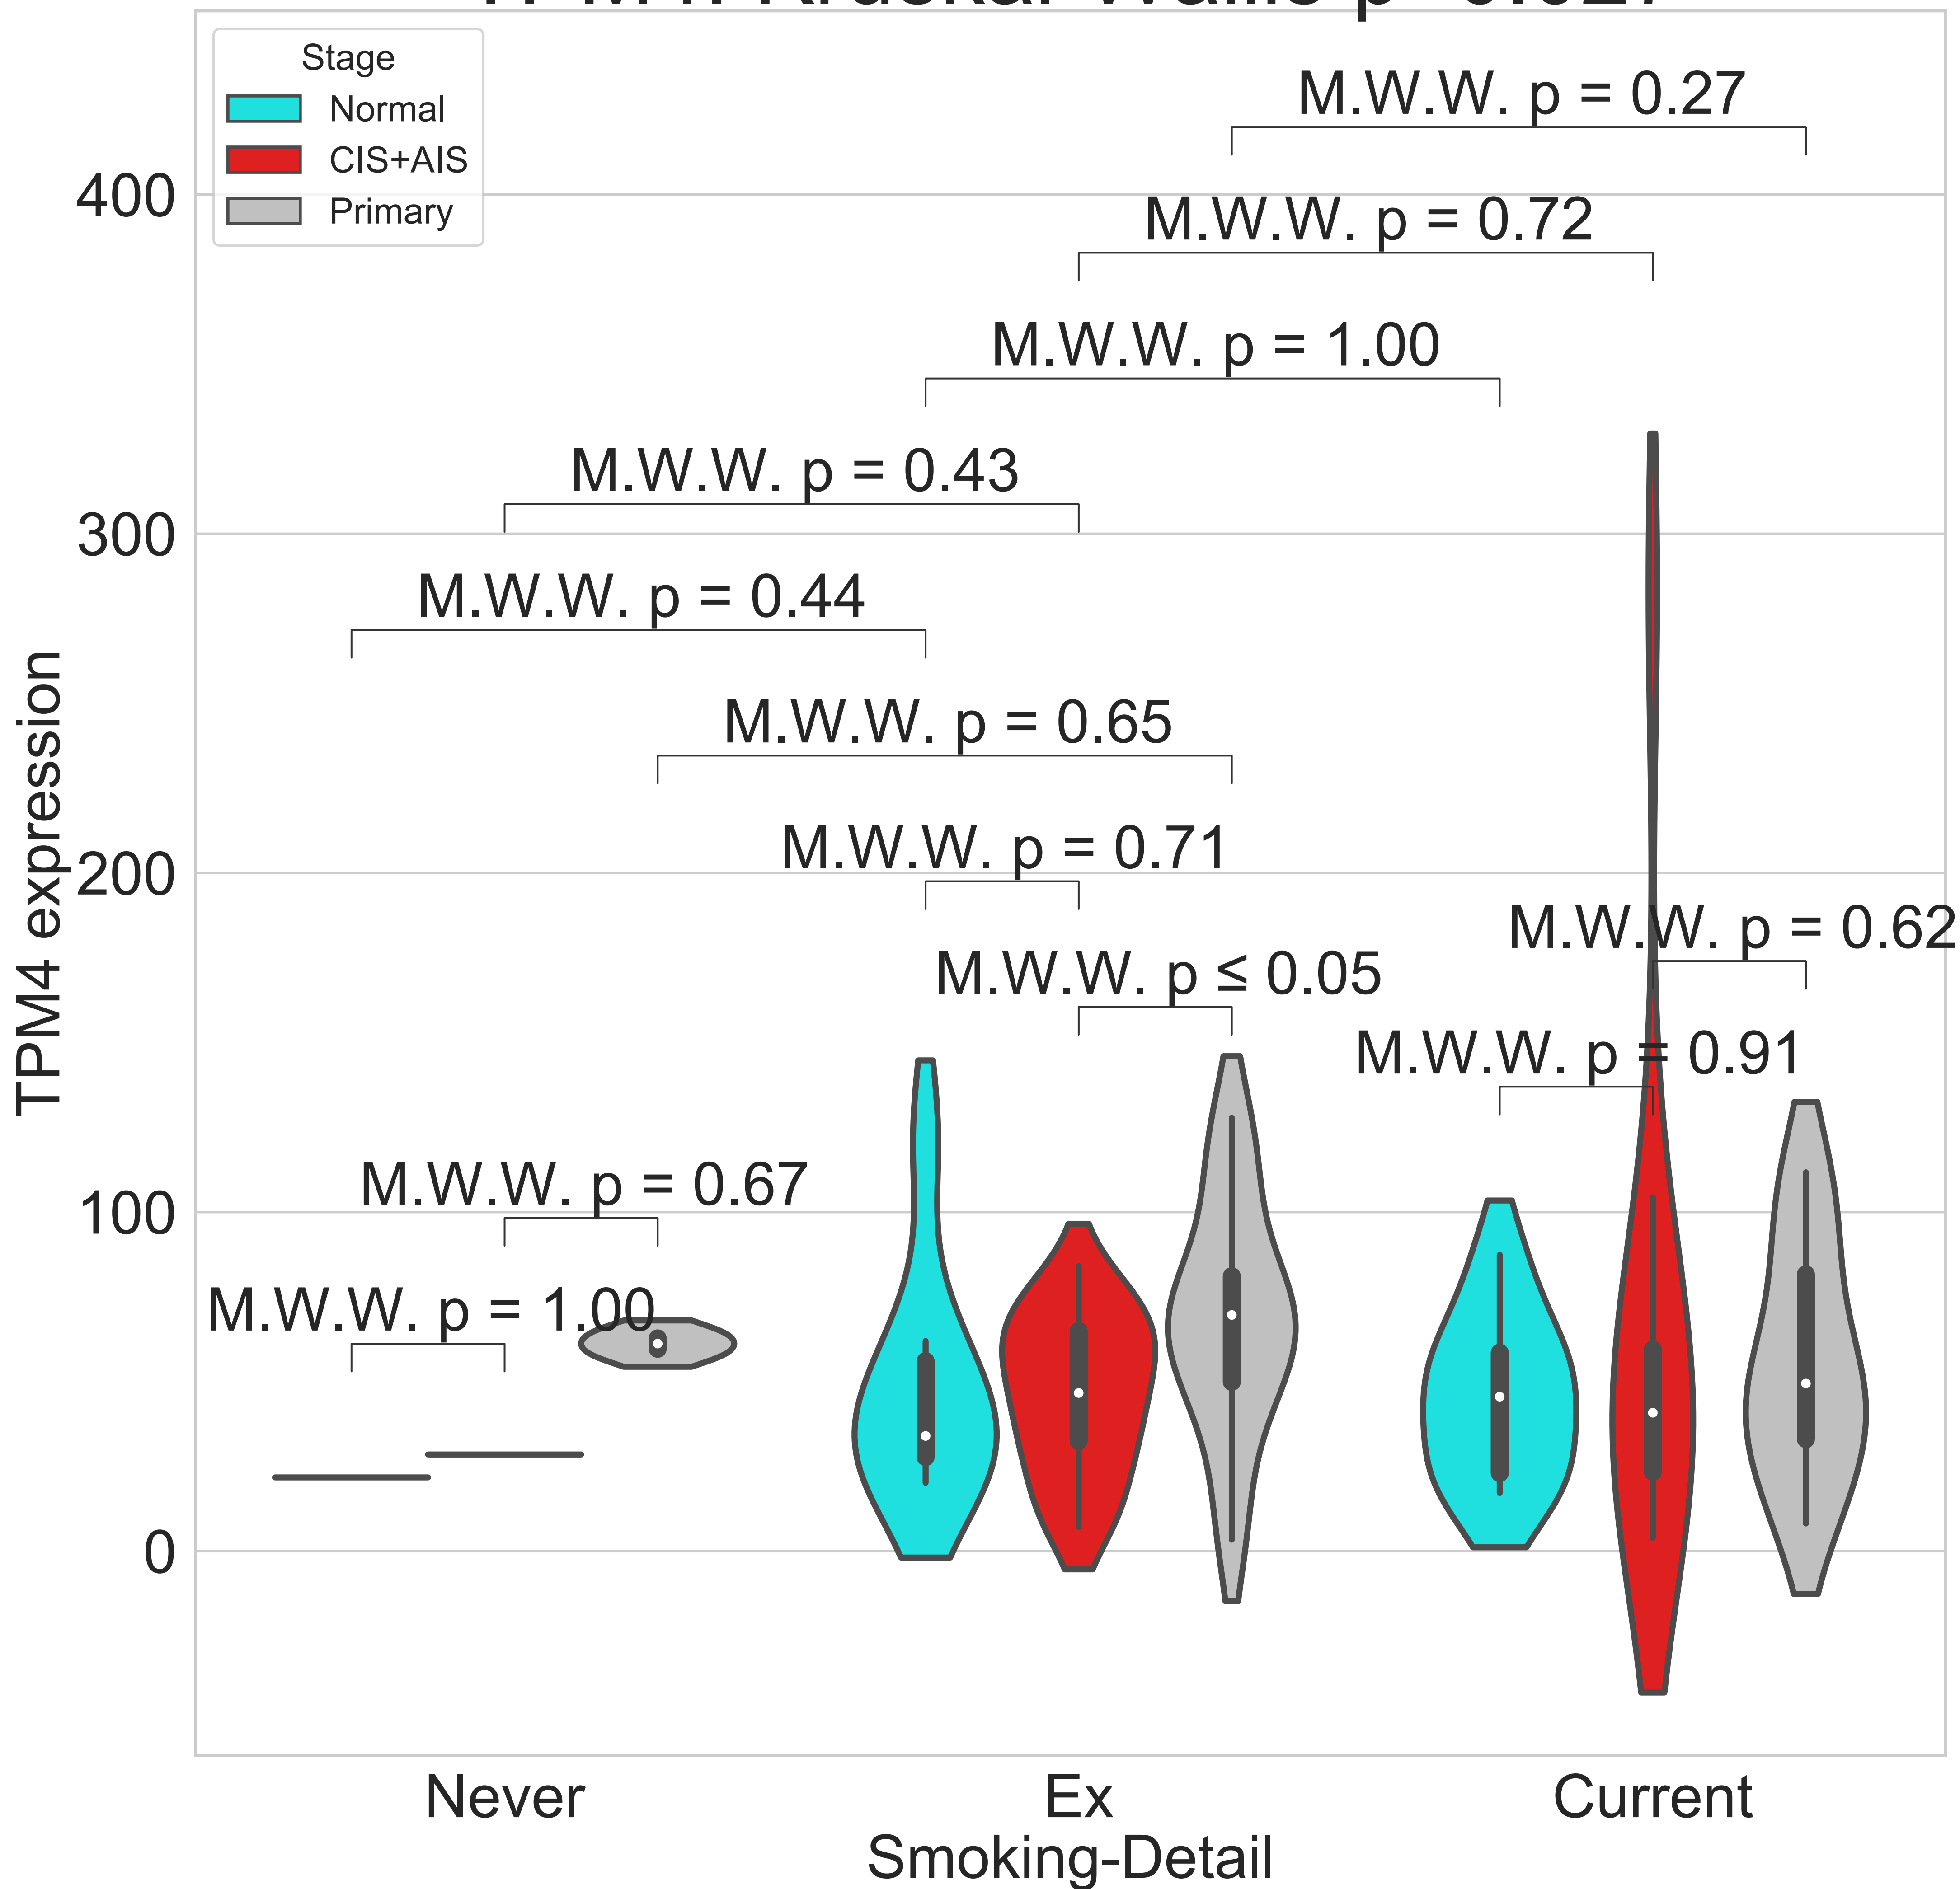 Stage
Normal
CIS+AIS
Primary
M.W.W. p = 0.27
M.W.W. p = 0.72
M.W.W. p = 1.00
M.W.W. p = 0.43
M.W.W. p = 0.44
M.W.W. p = 0.65
M.W.W. p = 0.71
M.W.W. p = 0.62
M.W.W. p ≤ 0.05
M.W.W. p = 0.91
M.W.W. p = 0.67
M.W.W. p = 1.00
400
300
200
100
0
TPM4 expression
Never
Ex
Current
Smoking-Detail